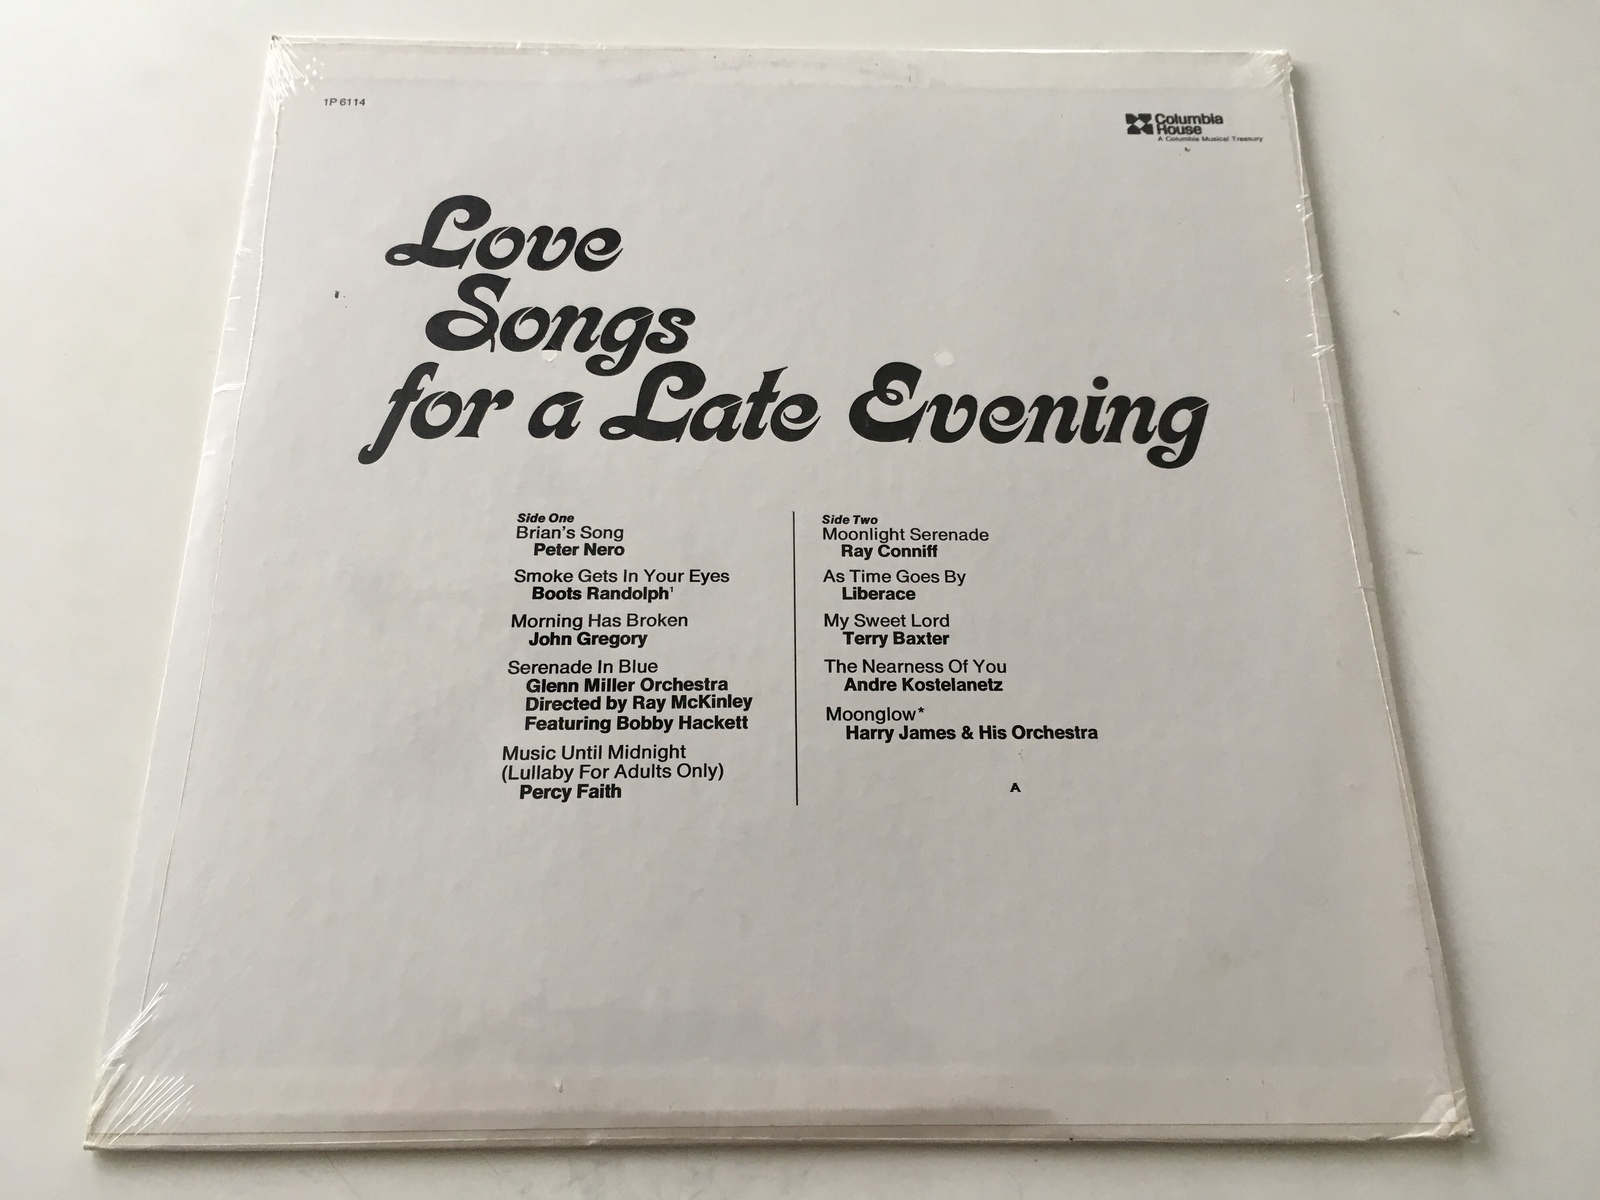 1P 6114
Columbia
House
A Columbia Musical Treasury
Love
Songs
for a Late Evening
Side One
Brian's Song
Peter Nero
Smoke Gets In Your Eyes
Boots Randolph¹
Morning Has Broken
John Gregory
Serenade In Blue
Glenn Miller Orchestra
Directed by Ray McKinley
Featuring Bobby Hackett
Music Until Midnight
(Lullaby For Adults Only)
Percy Faith
Side Two
Moonlight Serenade
Ray Conniff
As Time Goes By
Liberace
My Sweet Lord
Terry Baxter
The Nearness Of You
Andre Kostelanetz
Moonglow*
Harry James & His Orchestra
A